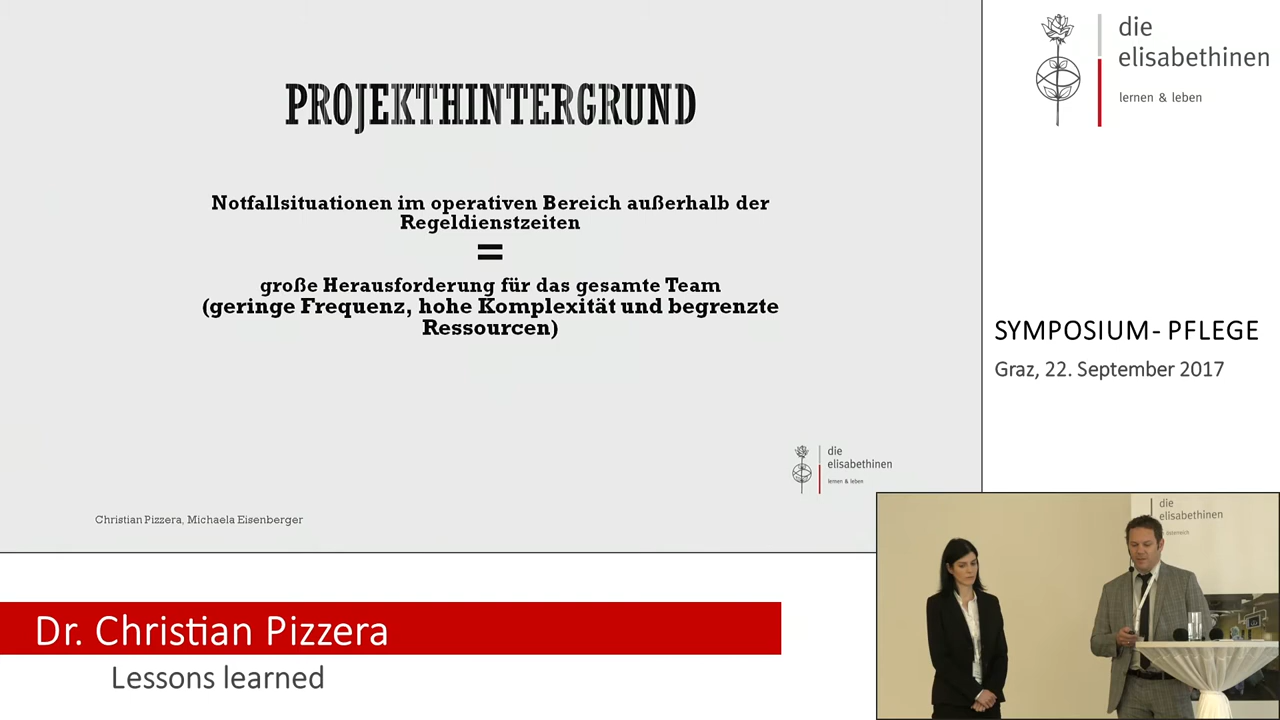 PROJEKTHINTERGRUND
Notfallsituationen im operativen Bereich außerhalb der
Regeldienstzeiten
=
große Herausforderung für das gesamte Team
(geringe Frequenz, hohe Komplexität und begrenzte
Ressourcen)
die
elisabethinen
lernen & leben
Christian Pizzera, Michaela Eisenberger
die
elisabethinen
lernen & leben
SYMPOSIUM - PFLEGE
Graz, 22. September 2017
die
elisabethinen
österreich
Dr. Christian Pizzera
Lessons learned